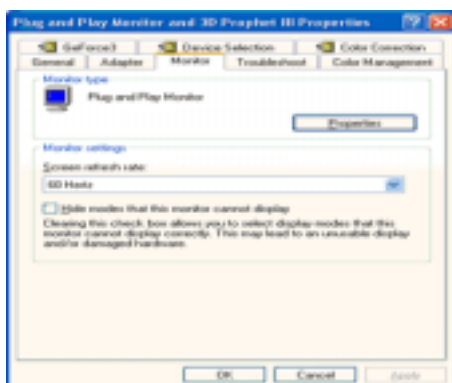 Plug and Play Monitor and 3D Prophet III Properties
GeForce3 Device Selection Color Correction
General Adapter Monitor Troubleshoot Color Management
Monitor type
Plug and Play Monitor
Properties
Monitor settings
Screen refresh rate:
60 Hertz
Hide modes that this monitor cannot display
Clearing this check box allows you to select display modes that this
monitor cannot display correctly. This may lead to an unusable display
and/or damaged hardware.
OK Cancel Apply